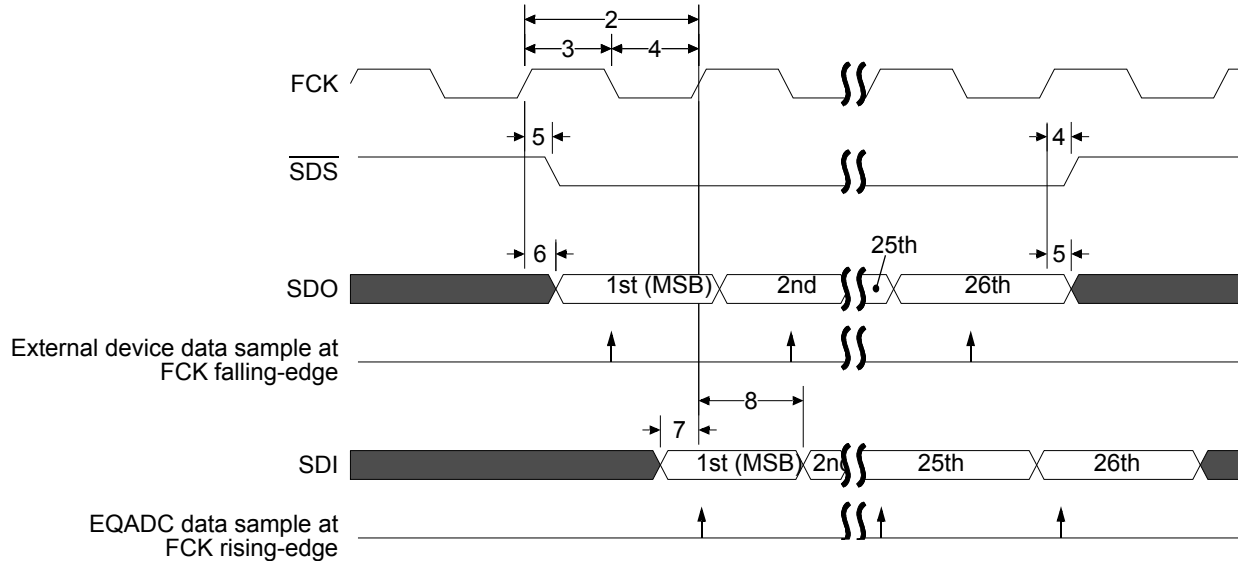 2
3 4
FCK
5 4
SDS
25th
6 5
SDO 1st (MSB) 2nd 26th
External device data sample at
FCK falling-edge
8
7
SDI 1st (MSB) 2nd 25th 26th
EQADC data sample at
FCK rising-edge